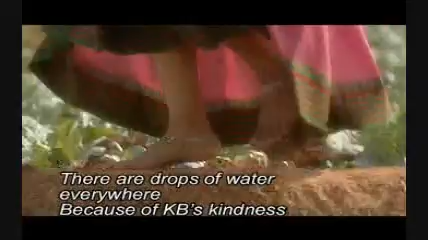 There are drops of water
everywhere
Because of KB's kindness